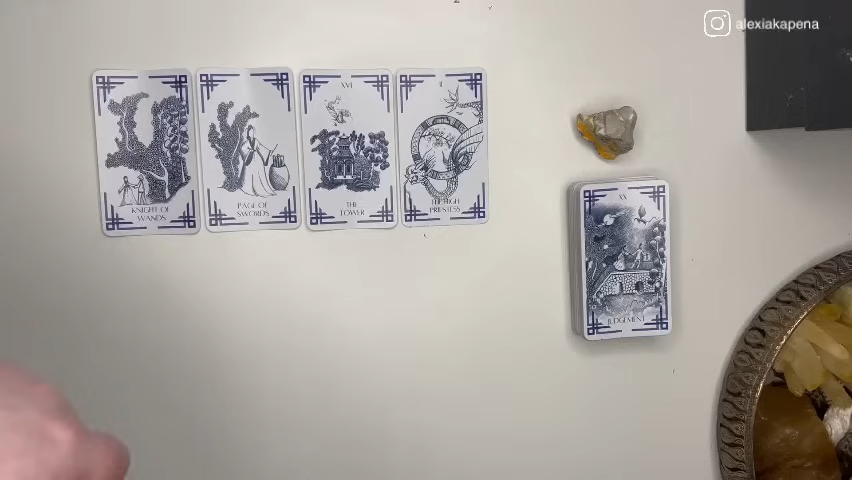 alexiakapena
KNIGHT OF
WANDS
PAGE OF
SWORDS
XVI
THE
TOWER
II
THE HIGH
PRIESTESS
XX
JUDGEMENT